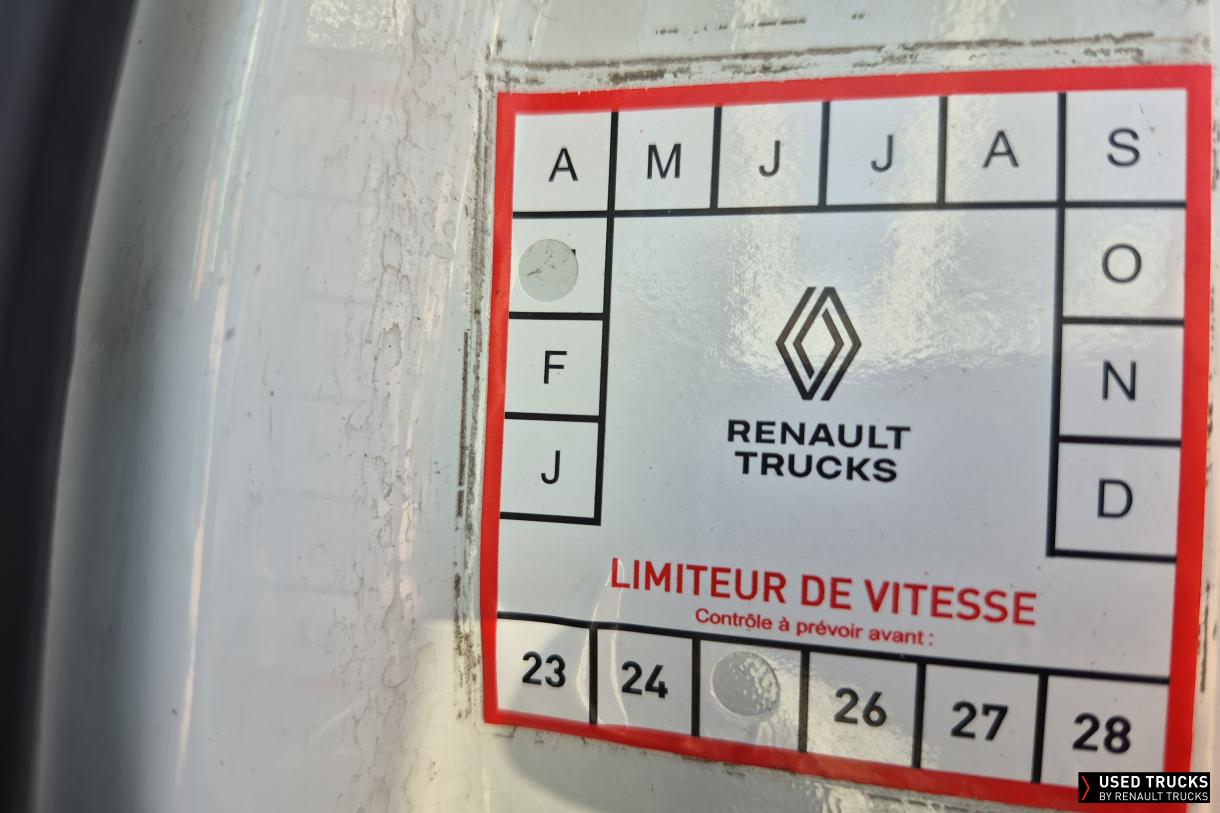 A M J J A S
O
F
N
J
D
RENAULT
TRUCKS
LIMITEUR DE VITESSE
Contrôle à prévoir avant :
23 24 26 27 28
USED TRUCKS
BY RENAULT TRUCKS